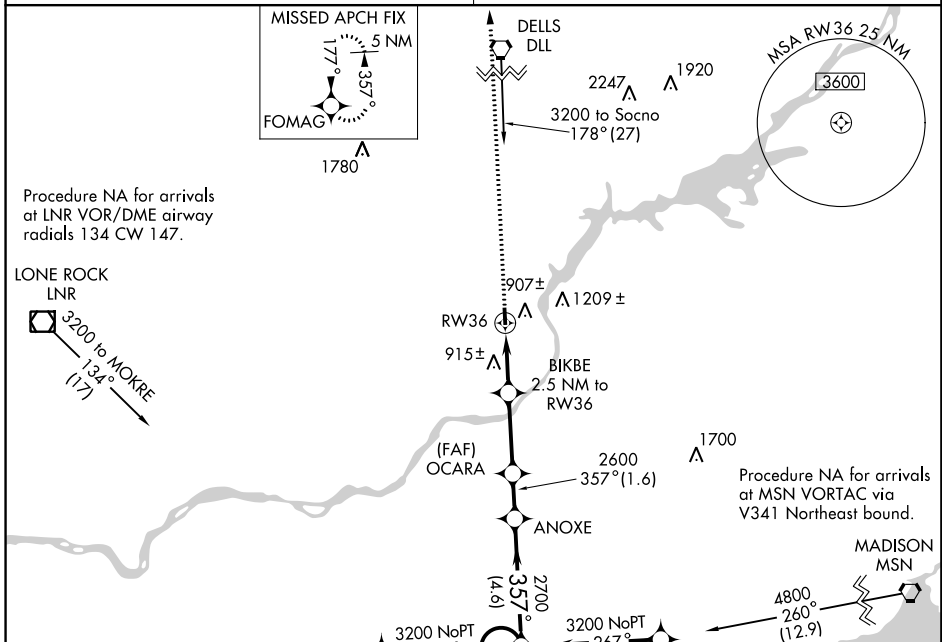 MISSED APCH FIX
5 NM
177°
357°
FOMAG
1780
DELLS
DLL
2247
1920
3200 to Socno
178° (27)
MSA RW36 25 NM
3600
Procedure NA for arrivals
at LNR VOR/DME airway
radials 134 CW 147.
LONE ROCK
LNR
3200 to MOKRE
134°
(17)
907±
1209 ±
RW36
915±
BIKBE
2.5 NM to
RW36
(FAF)
OCARA
2600
357° (1.6)
1700
ANOXE
Procedure NA for arrivals
at MSN VORTAC via
V341 Northeast bound.
MADISON
MSN
2700
357°
(4.6)
4800
260°
(12.9)
3200 NoPT
3200 NoPT
267°